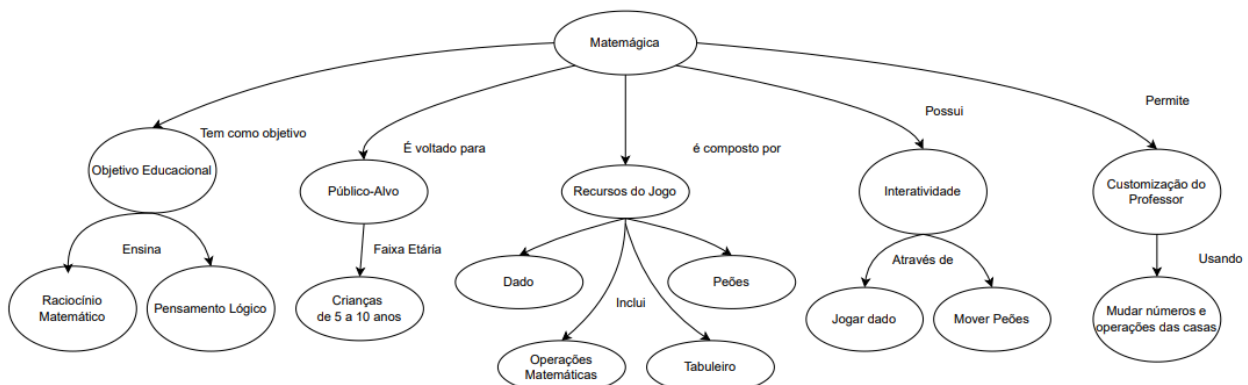 Matemágica
Tem como objetivo
É voltado para
é composto por
Possui
Permite
Objetivo Educacional
Público-Alvo
Recursos do Jogo
Interatividade
Customização do
Professor
Ensina
Faixa Etária
Inclui
Através de
Usando
Raciocínio
Matemático
Pensamento Lógico
Crianças
de 5 a 10 anos
Dado
Peões
Operações
Matemáticas
Tabuleiro
Jogar dado
Mover Peões
Mudar números e
operações das casas